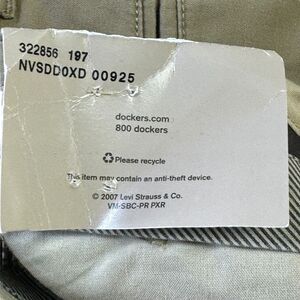 322856 197
NVSDD0XD 00925
dockers.com
800 dockers
Please recycle
This item may contain an anti-theft device.
© 2007 Levi Strauss & Co.
VM-SBC-PR PXR